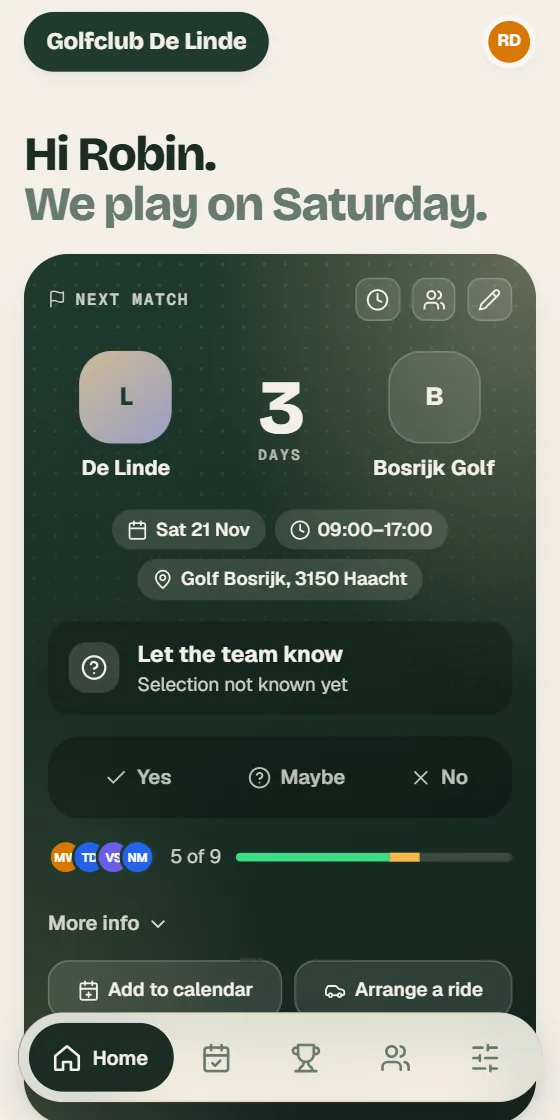 Golfclub De Linde
RD
Hi Robin.
We play on Saturday.
NEXT MATCH
L
3
DAYS
B
De Linde
Bosrijk Golf
Sat 21 Nov
09:00–17:00
Golf Bosrijk, 3150 Haacht
Let the team know
Selection not known yet
Yes
Maybe
No
TD
VS
NM
5 of 9
More info
Add to calendar
Arrange a ride
Home